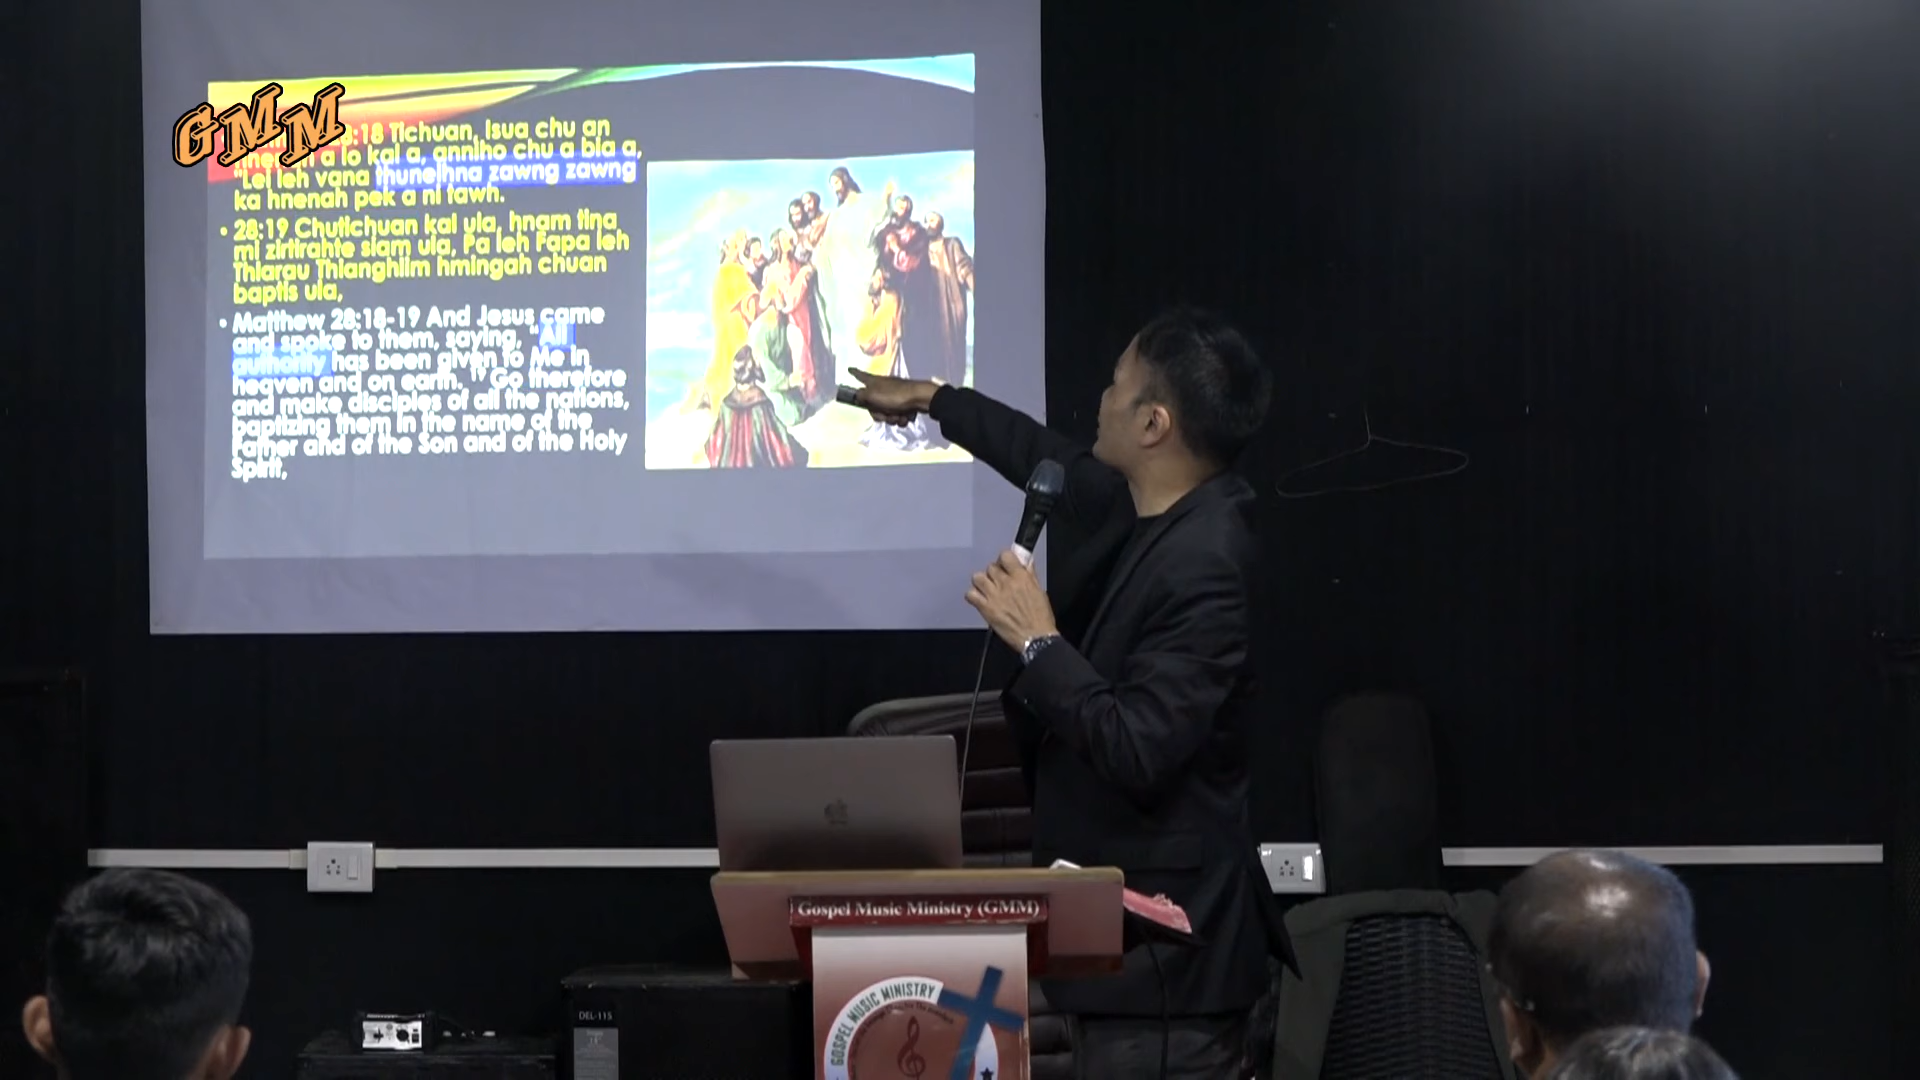 GMM
:18 Tichuan, Isua chu an
a lo kal a, anniho chu a bia a,
"Lei leh vana thuneihna zawng zawng
ka hnenah pek a ni tawh.
• 28:19 Chutichuan kal ula, hnam tina
mi zirtirahte siam ula, Pa leh Fapa leh
Thlarau Thianghlim hmingah chuan
baptis ula,
• Matthew 28:18-19 And Jesus came
and spoke to them, saying, "All
authority has been given to Me in
heaven and on earth. 19 Go therefore
and make disciples of all the nations,
baptizing them in the name of the
Father and of the Son and of the Holy
Spirit,
Gospel Music Ministry (GMM)
GOSPEL MUSIC MINISTRY
DEL-115